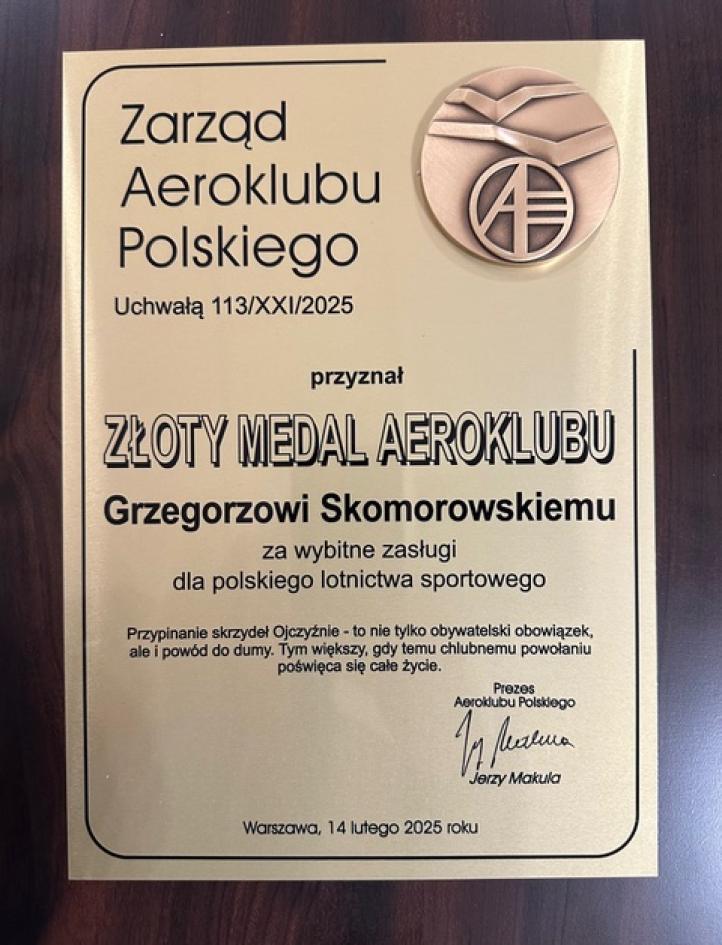 Zarząd
Aeroklubu
Polskiego
Uchwałą 113/XXI/2025
przyznał
ZŁOTY MEDAL AEROKLUBU
Grzegorzowi Skomorowskiemu
za wybitne zasługi
dla polskiego lotnictwa sportowego
Przypinanie skrzydeł Ojczyźnie - to nie tylko obywatelski obowiązek,
ale i powód do dumy. Tym większy, gdy temu chlubnemu powołaniu
poświęca się całe życie.
Prezes
Aeroklubu Polskiego
Jerzy Makula
Warszawa, 14 lutego 2025 roku